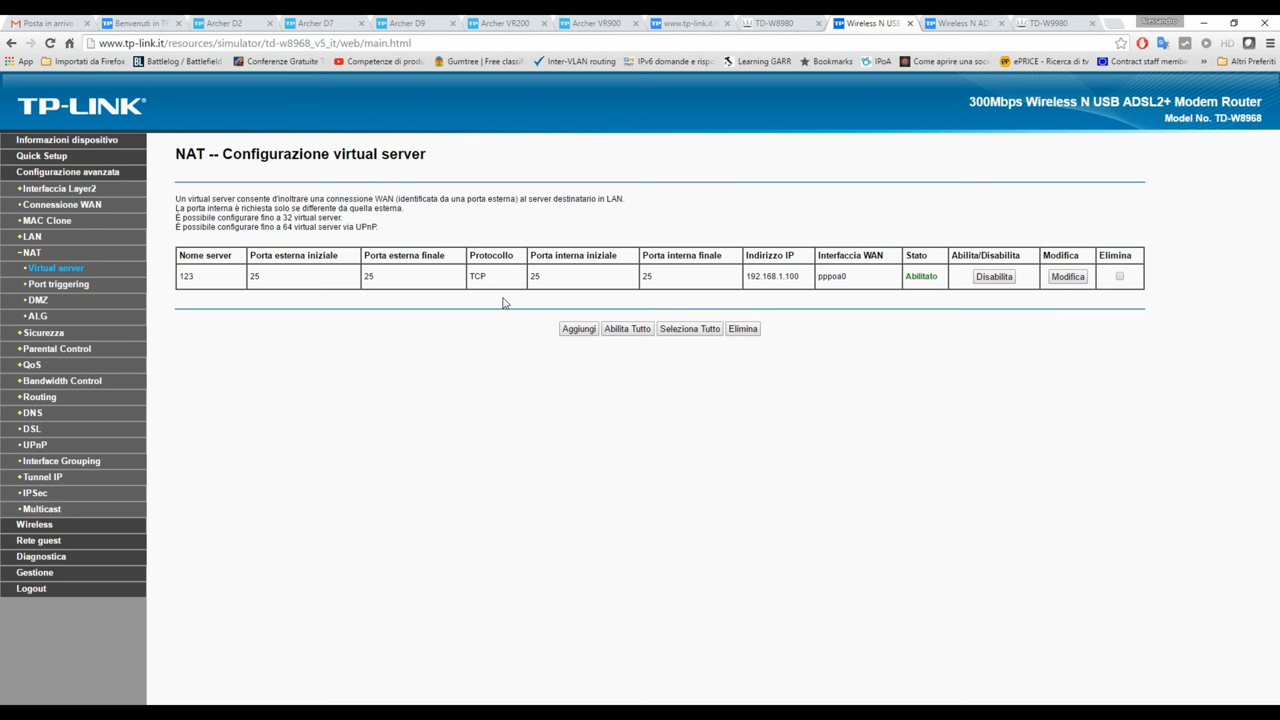 Posta in arrivo
Benvenuti in TP-
Archer D2
Archer D7
Archer D9
Archer VR200
Archer VR900
www.tp-link.it/
TD-W8980
Wireless N USB
Wireless N ADS
TD-W9980
Alessandro
www.tp-link.it/resources/simulator/td-w8968_v5_it/web/main.html
App
Importati da Firefox
Battlelog / Battlefield
Conferenze Gratuite T
Competenze di produ
Gumtree | Free classi
Inter-VLAN routing
IPv6 domande e risp
Learning GARR
Bookmarks
IPoA
Come aprire una soci
ePRICE - Ricerca di tv
Contract staff membe
» Altri Preferiti
TP-LINK®
300Mbps Wireless N USB ADSL2+ Modem Router
Model No. TD-W8968
Informazioni dispositivo
Quick Setup
Configurazione avanzata
+Interfaccia Layer2
•Connessione WAN
•MAC Clone
+LAN
−NAT
•Virtual server
•Port triggering
•DMZ
•ALG
+Sicurezza
+Parental Control
+QoS
+Bandwidth Control
+Routing
+DNS
•DSL
•UPnP
•Interface Grouping
+Tunnel IP
•IPSec
•Multicast
Wireless
Rete guest
Diagnostica
Gestione
Logout
NAT -- Configurazione virtual server
Un virtual server consente d'inoltrare una connessione WAN (identificata da una porta esterna) al server destinatario in LAN.
La porta interna è richiesta solo se differente da quella esterna.
È possibile configurare fino a 32 virtual server.
È possibile configurare fino a 64 virtual server via UPnP.
Nome server Porta esterna iniziale Porta esterna finale Protocollo Porta interna iniziale Porta interna finale Indirizzo IP Interfaccia WAN Stato Abilita/Disabilita Modifica Elimina
123 25 25 TCP 25 25 192.168.1.100 pppoa0 Abilitato Disabilita Modifica
Aggiungi Abilita Tutto Seleziona Tutto Elimina